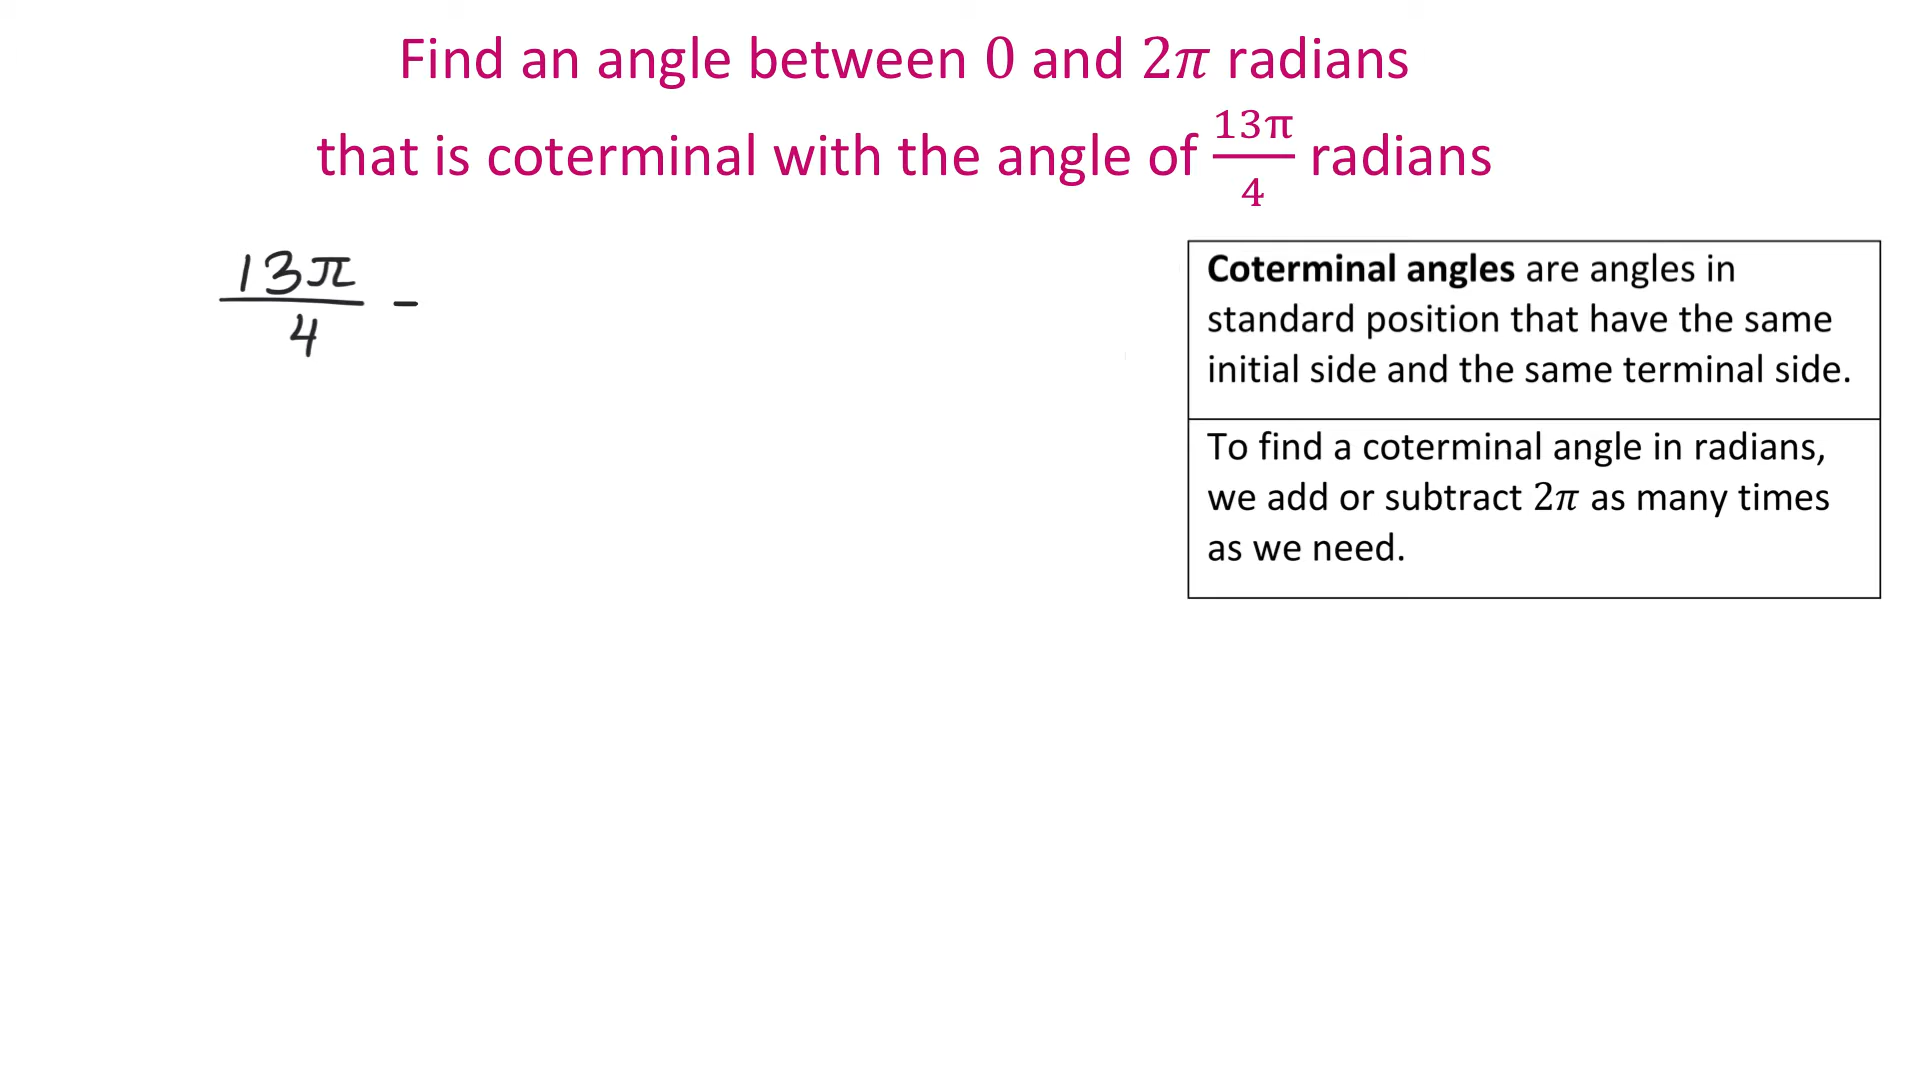 Find an angle between 0 and 2π radians
that is coterminal with the angle of 13π/4 radians
13π/4 -
Coterminal angles are angles in
standard position that have the same
initial side and the same terminal side.
To find a coterminal angle in radians,
we add or subtract 2π as many times
as we need.